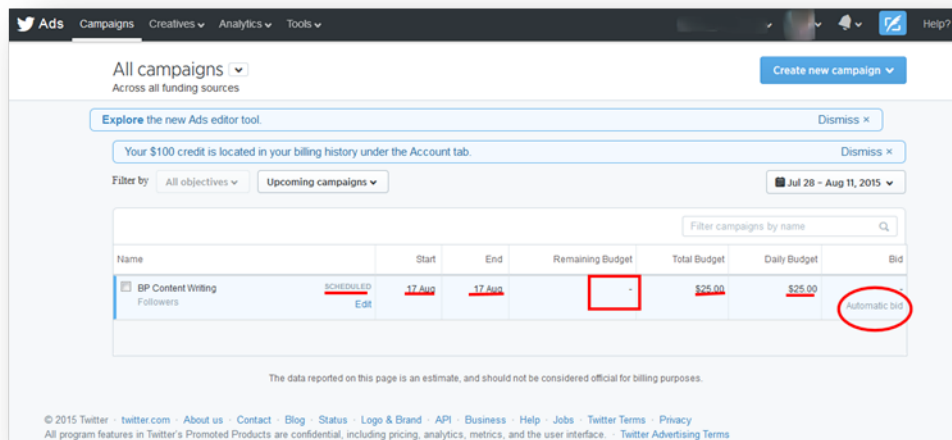 Ads Campaigns Creatives Analytics Tools Help?
All campaigns
Across all funding sources
Create new campaign
Explore the new Ads editor tool. Dismiss ×
Your $100 credit is located in your billing history under the Account tab. Dismiss ×
Filter by All objectives Upcoming campaigns Jul 28 – Aug 11, 2015
Filter campaigns by name
Name Start End Remaining Budget Total Budget Daily Budget Bid
BP Content Writing SCHEDULED 17 Aug 17 Aug - $25.00 $25.00 -
Followers Edit Automatic bid
The data reported on this page is an estimate, and should not be considered official for billing purposes.
© 2015 Twitter · twitter.com · About us · Contact · Blog · Status · Logo & Brand · API · Business · Help · Jobs · Twitter Terms · Privacy
All program features in Twitter's Promoted Products are confidential, including pricing, analytics, metrics, and the user interface. · Twitter Advertising Terms